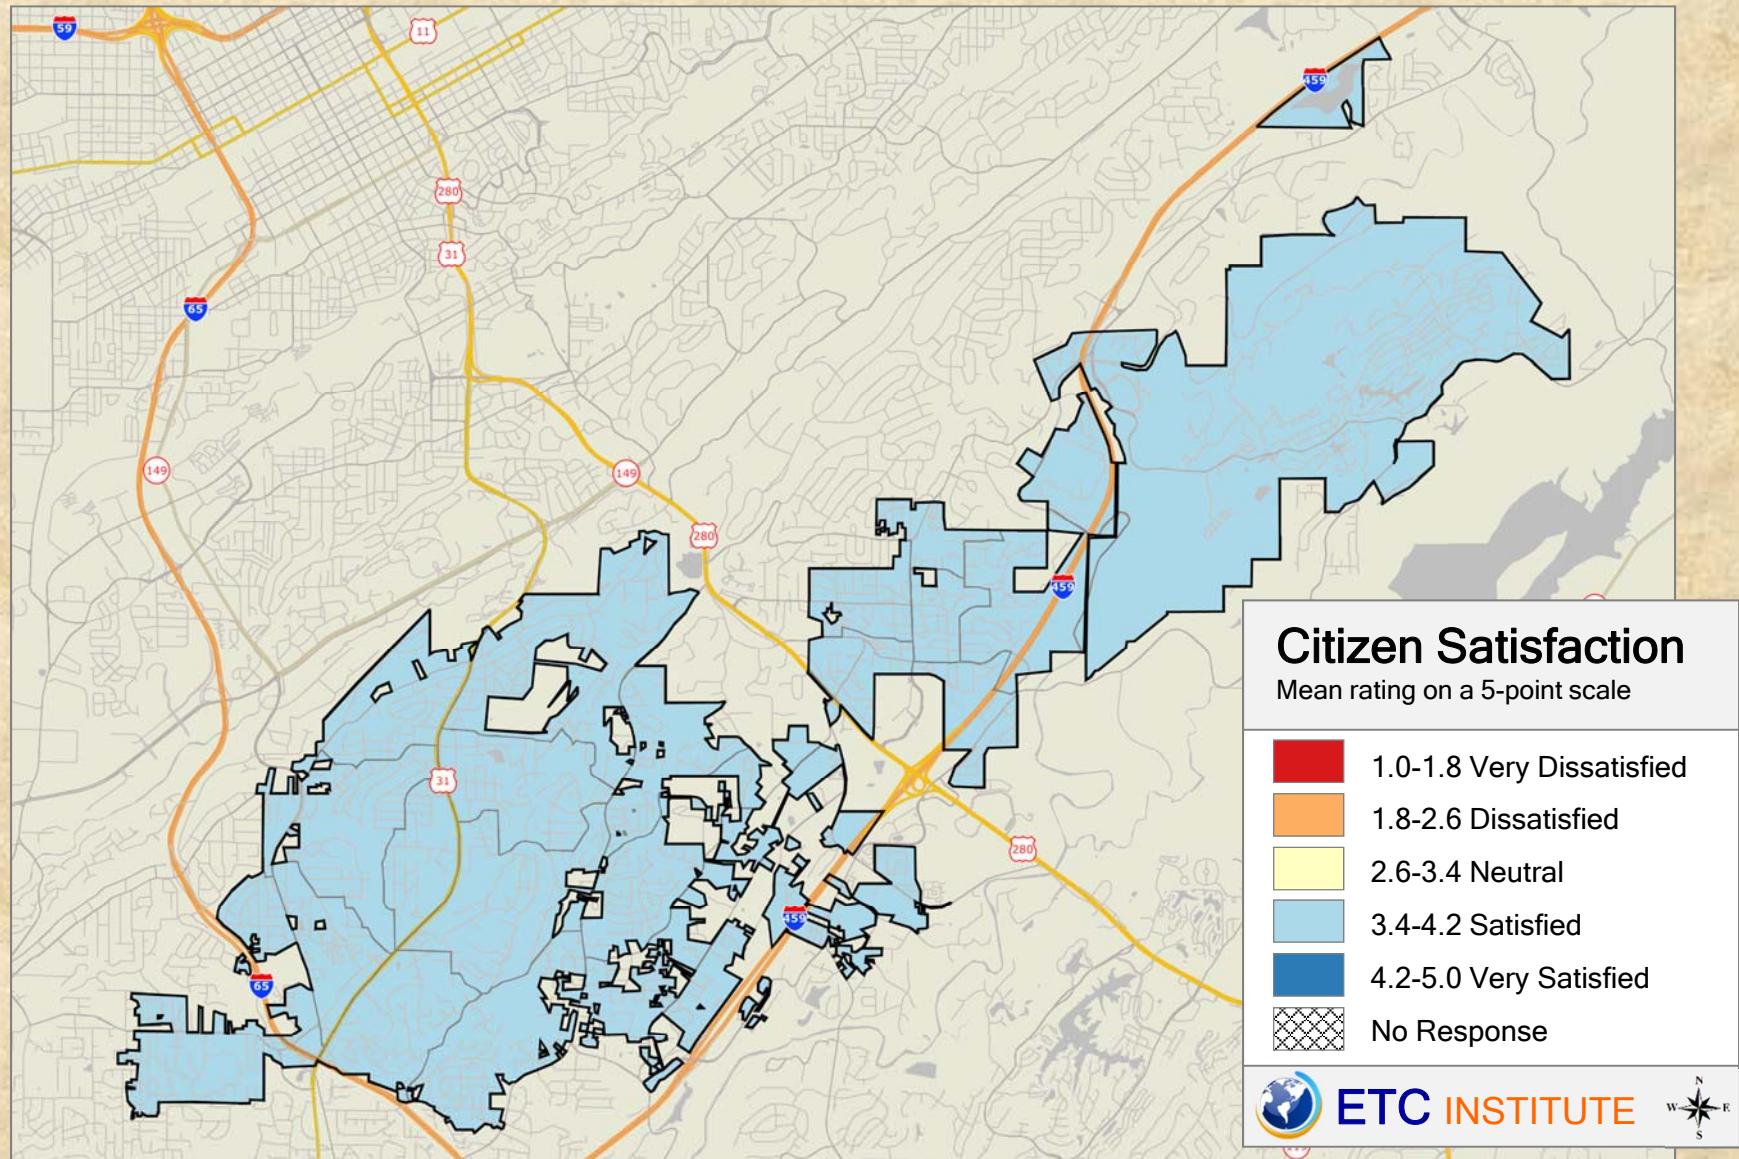 59
11
459
280
31
65
149
149
280
459
31
280
459
65
Citizen Satisfaction
Mean rating on a 5-point scale
1.0-1.8 Very Dissatisfied
1.8-2.6 Dissatisfied
2.6-3.4 Neutral
3.4-4.2 Satisfied
4.2-5.0 Very Satisfied
No Response
ETC INSTITUTE
N
W E
S